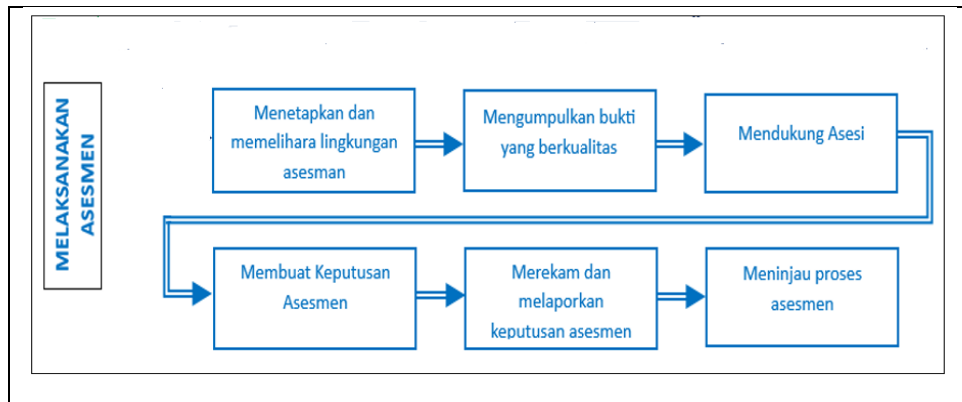 MELAKSANAKAN
ASESMEN
Menetapkan dan
memelihara lingkungan
asesman
Mengumpulkan bukti
yang berkualitas
Mendukung Asesi
Membuat Keputusan
Asesmen
Merekam dan
melaporkan
keputusan asesmen
Meninjau proses
asesmen